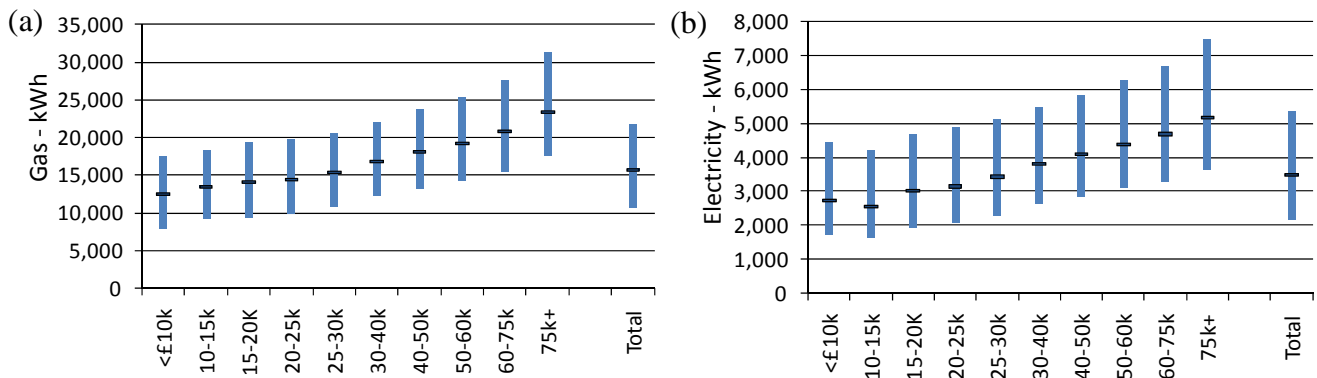 (a)
Gas - kWh
35,000
30,000
25,000
20,000
15,000
10,000
5,000
0
<£10k
10-15k
15-20K
20-25k
25-30k
30-40k
40-50k
50-60k
60-75k
75k+
Total
(b)
Electricity - kWh
8,000
7,000
6,000
5,000
4,000
3,000
2,000
1,000
0
<£10k
10-15k
15-20K
20-25k
25-30k
30-40k
40-50k
50-60k
60-75k
75k+
Total